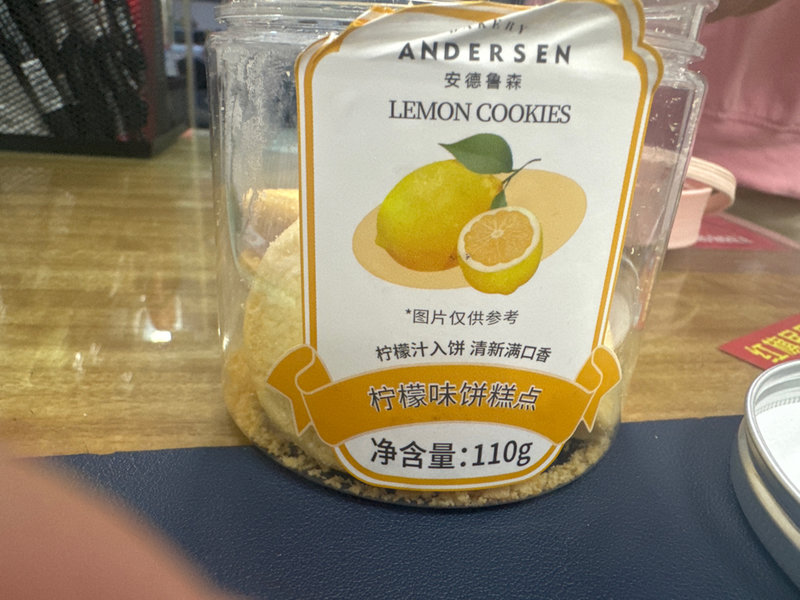 BAKERY
ANDERSEN
安德鲁森
LEMON COOKIES
*图片仅供参考
柠檬汁入饼 清新满口香
柠檬味饼糕点
净含量:110g